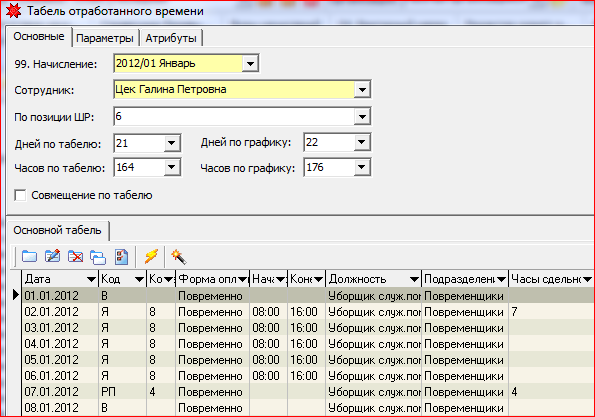 Табель отработанного времени
Основные Параметры Атрибуты
99. Начисление: 2012/01 Январь
Сотрудник: Цек Галина Петровна
По позиции ШР: 6
Дней по табелю: 21 Дней по графику: 22
Часов по табелю: 164 Часов по графику: 176
Совмещение по табелю
Основной табель
Дата Код Ко Форма опл Нача Коне Должность Подразделени Часы сдельно
01.01.2012 В Повременно Уборщик служ.пом Повременщики
02.01.2012 Я 8 Повременно 08:00 16:00 Уборщик служ.пом Повременщики 7
03.01.2012 Я 8 Повременно 08:00 16:00 Уборщик служ.пом Повременщики
04.01.2012 Я 8 Повременно 08:00 16:00 Уборщик служ.пом Повременщики
05.01.2012 Я 8 Повременно 08:00 16:00 Уборщик служ.пом Повременщики
06.01.2012 Я 8 Повременно 08:00 16:00 Уборщик служ.пом Повременщики
07.01.2012 РП 4 Повременно Уборщик служ.пом Повременщики 4
08.01.2012 В Повременно Уборщик служ.пом Повременщики